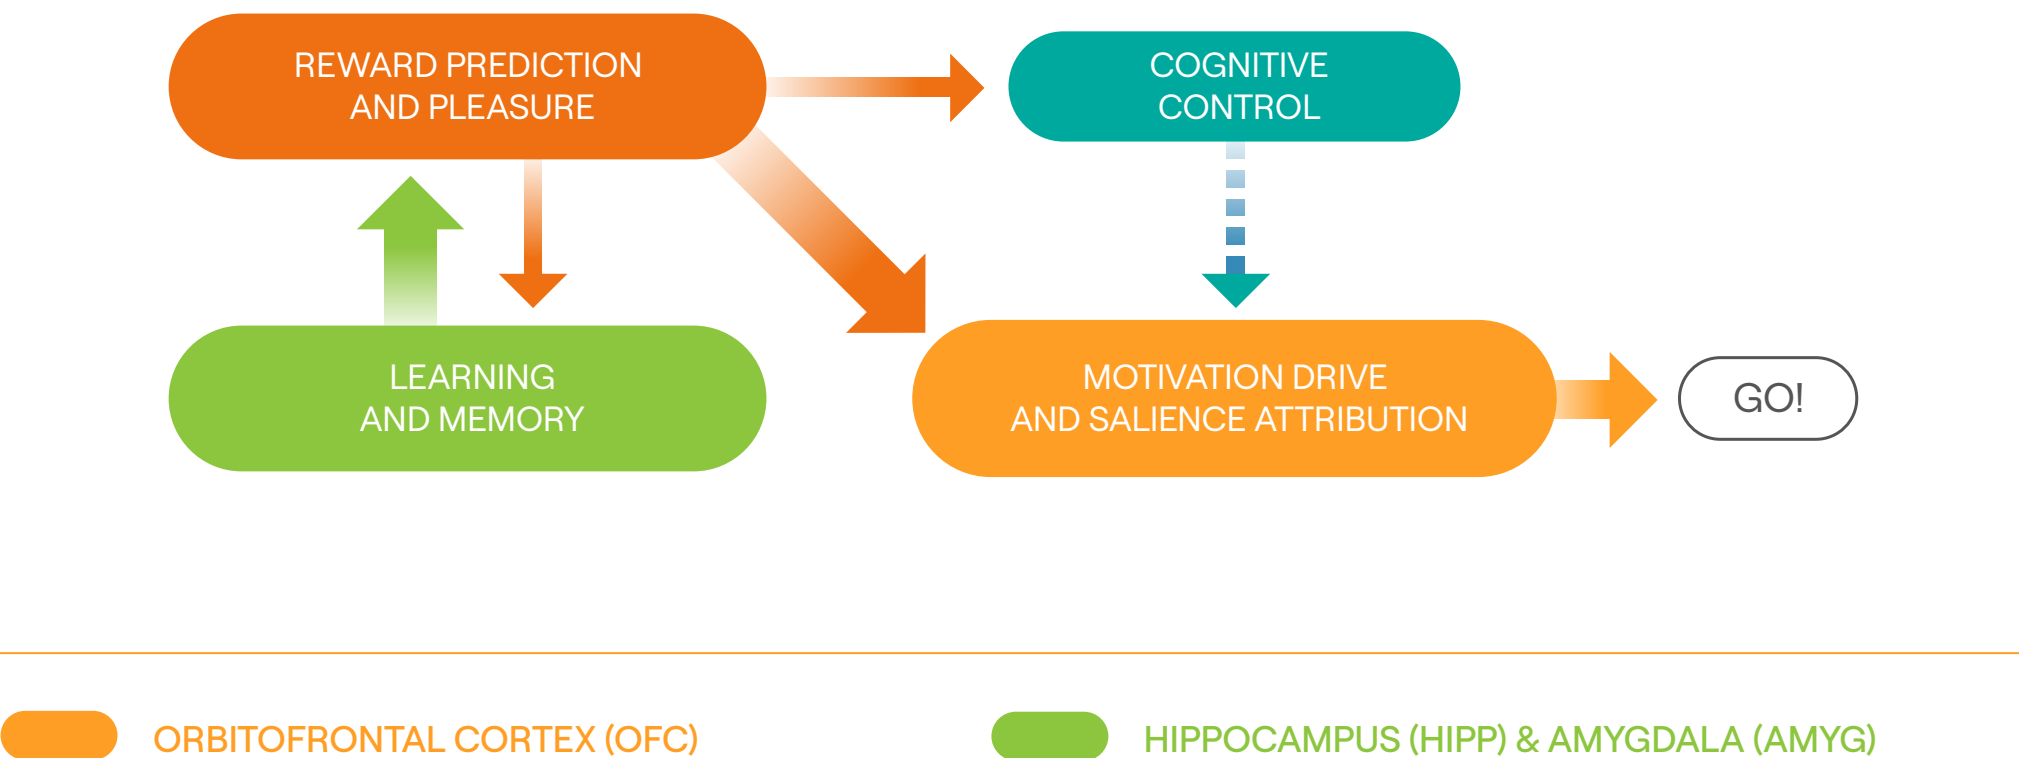 REWARD PREDICTION
AND PLEASURE
COGNITIVE
CONTROL
LEARNING
AND MEMORY
MOTIVATION DRIVE
AND SALIENCE ATTRIBUTION
GO!
ORBITOFRONTAL CORTEX (OFC)
HIPPOCAMPUS (HIPP) & AMYGDALA (AMYG)